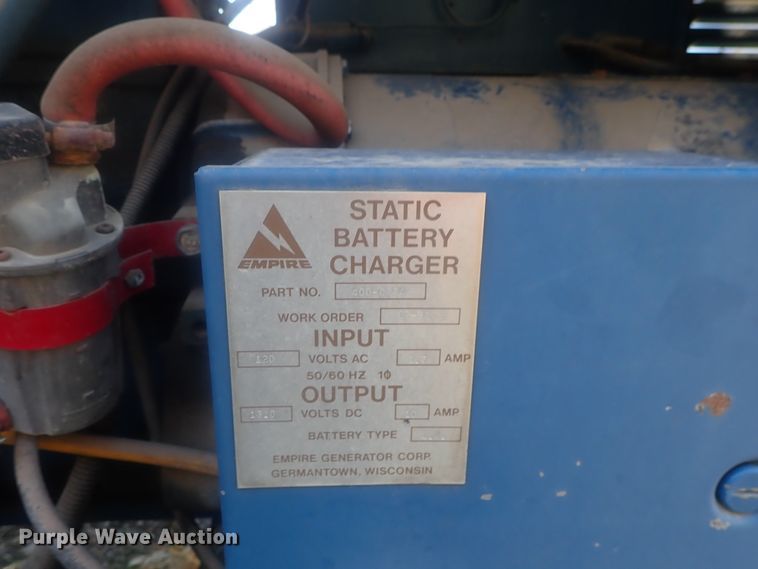 STATIC
BATTERY
CHARGER
EMPIRE
PART NO.
WORK ORDER
INPUT
120 VOLTS AC AMP
50/60 HZ 1ϕ
OUTPUT
VOLTS DC AMP
BATTERY TYPE
EMPIRE GENERATOR CORP.
GERMANTOWN, WISCONSIN
Purple Wave Auction